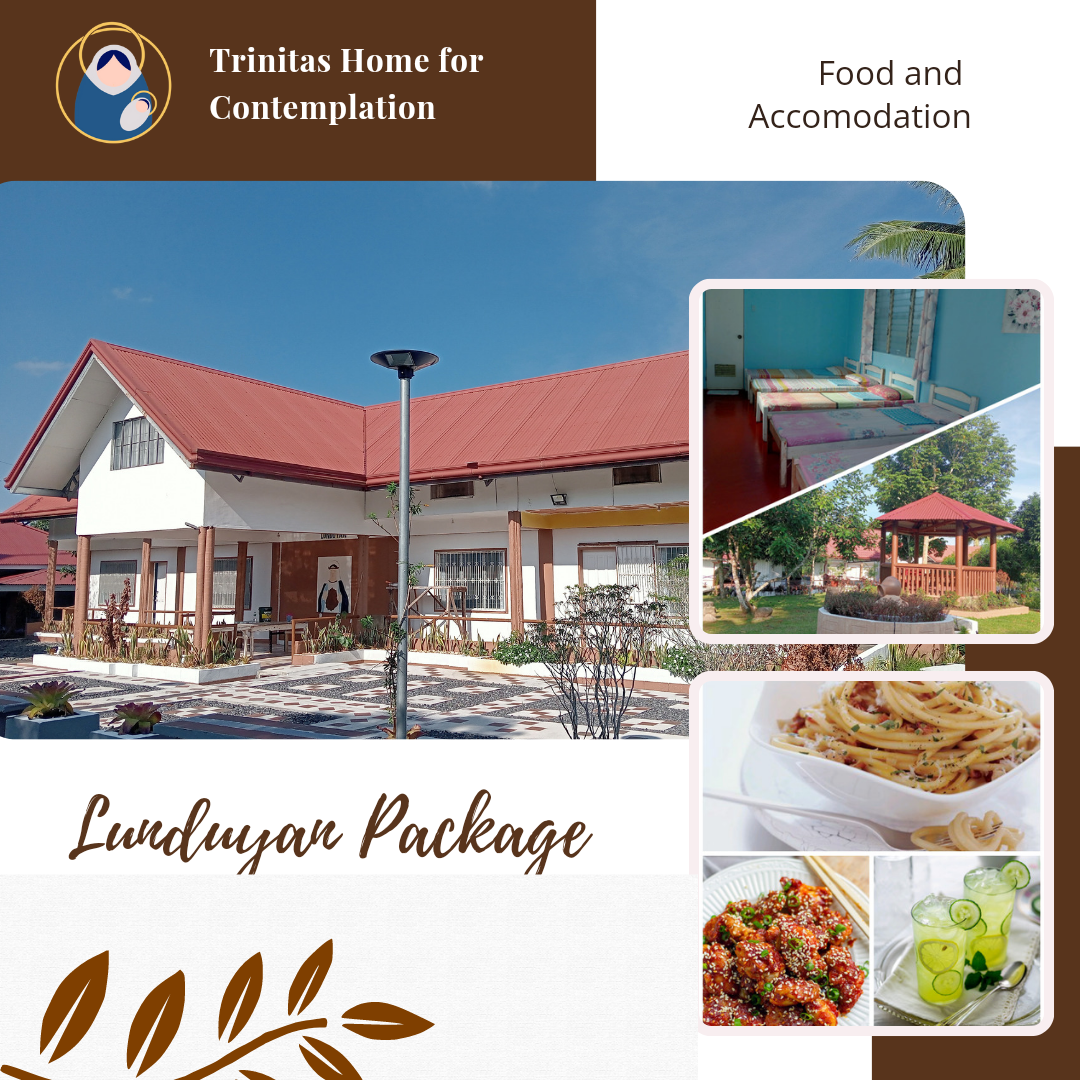 Trinitas Home for
Contemplation
Food and
Accomodation
Lunduyan Package